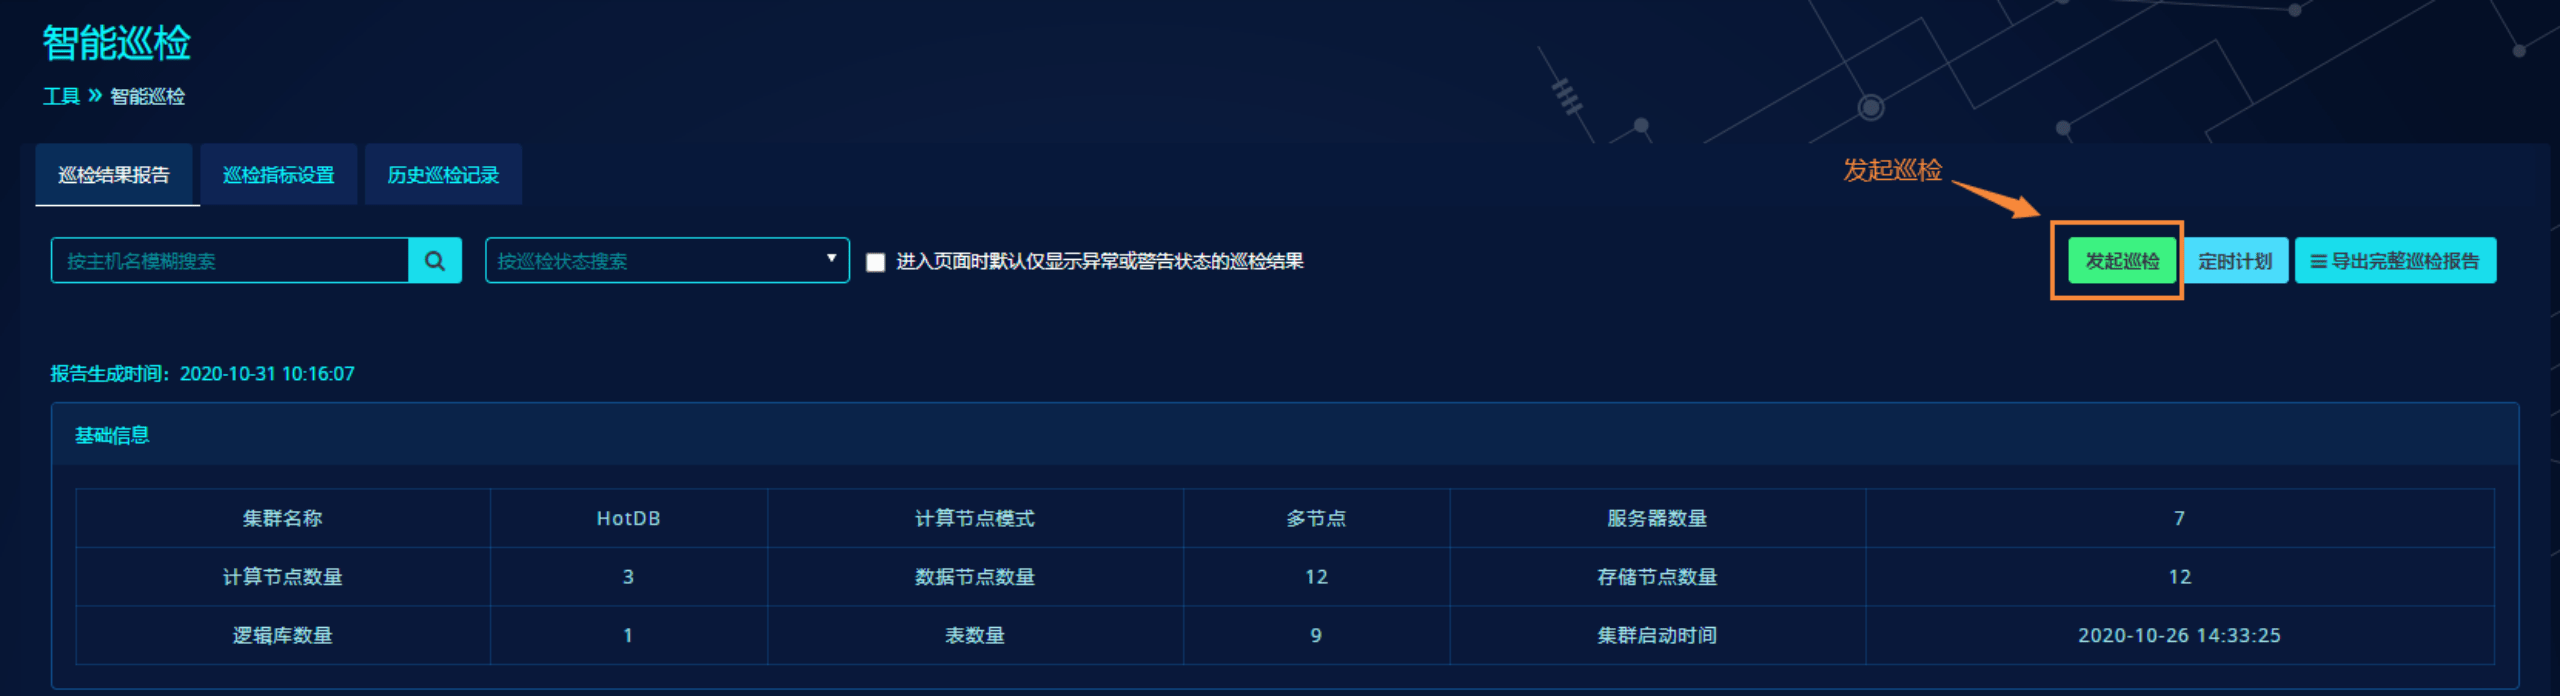 智能巡检
工具 » 智能巡检
巡检结果报告 巡检指标设置 历史巡检记录
发起巡检
按主机名模糊搜索 按巡检状态搜索 进入页面时默认仅显示异常或警告状态的巡检结果 发起巡检 定时计划 导出完整巡检报告
报告生成时间：2020-10-31 10:16:07
基础信息
集群名称 HotDB 计算节点模式 多节点 服务器数量 7
计算节点数量 3 数据节点数量 12 存储节点数量 12
逻辑库数量 1 表数量 9 集群启动时间 2020-10-26 14:33:25